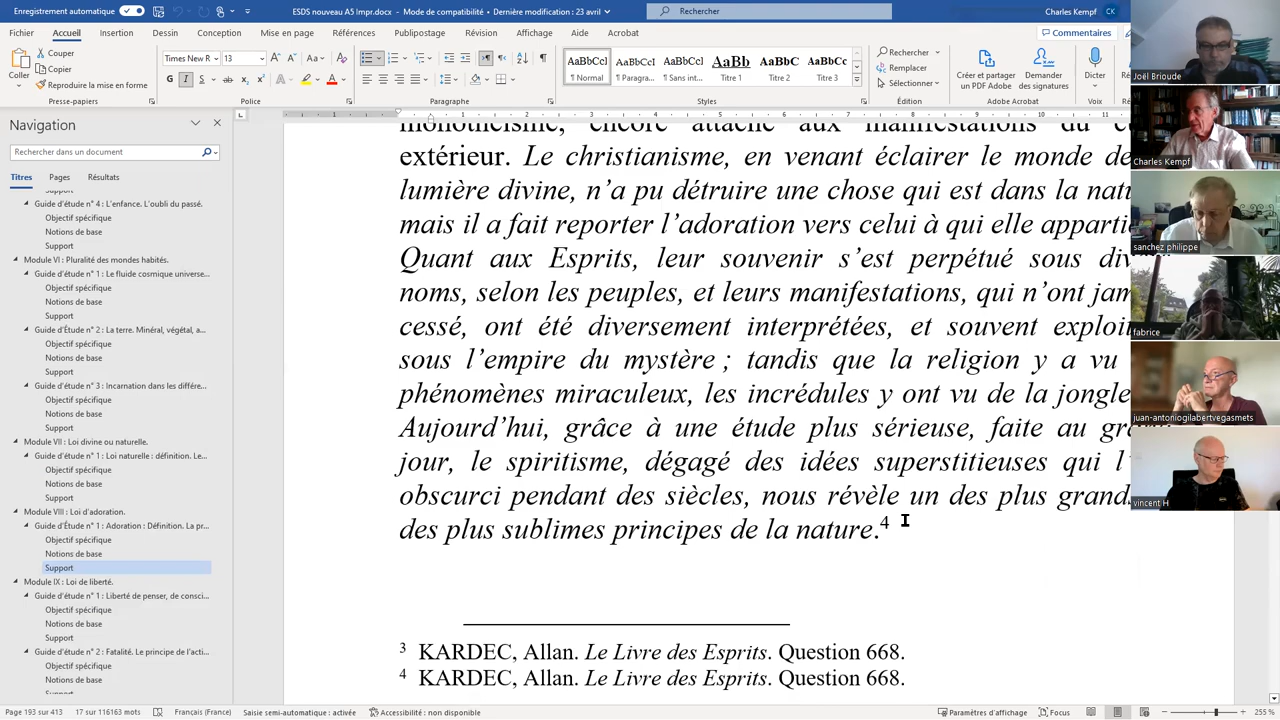 Enregistrement automatique
ESDS nouveau A5 Impr.docx - Mode de compatibilité • Dernière modification : 23 avril
Rechercher
Charles Kempf
CK
Fichier Accueil Insertion Dessin Conception Mise en page Références Publipostage Révision Affichage Aide Acrobat
Commentaires
Coller
Couper
Copier
Reproduire la mise en forme
Presse-papiers
Times New R 13
G I S
Police
Paragraphe
AaBbCcI AaBbCcI AaBbCcI AaBb AaBbC AaBbCc
¶ Normal ¶ Paragra... ¶ Sans int... Titre 1 Titre 2 Titre 3
Styles
Rechercher
Remplacer
Sélectionner
Édition
Créer et partager un PDF Adobe
Demander des signatures
Adobe Acrobat
Dicter
Navigation
Rechercher dans un document
Titres Pages Résultats
Support
Guide d'étude n° 4 : L'enfance. L'oubli du passé.
Objectif spécifique
Notions de base
Support
Module VI : Pluralité des mondes habités.
Guide d'étude n° 1 : Le fluide cosmique universe...
Objectif spécifique
Notions de base
Support
Guide d'Étude n° 2 : La terre. Minéral, végétal, a...
Objectif spécifique
Notions de base
Support
Guide d'étude n° 3 : Incarnation dans les différe...
Objectif spécifique
Notions de base
Support
Module VII : Loi divine ou naturelle.
Guide d'étude n° 1 : Loi naturelle : définition. Le...
Objectif spécifique
Notions de base
Support
Module VIII : Loi d'adoration.
Guide d'Étude n° 1 : Adoration : Définition. La pr...
Objectif spécifique
Notions de base
Support
Module IX : Loi de liberté.
Guide d'étude n° 1 : Liberté de penser, de consci...
Objectif spécifique
Notions de base
Support
Guide d'étude n° 2 : Fatalité. Le principe de l'acti...
Objectif spécifique
Notions de base
Support
monothéisme, encore attaché aux manifestations du
extérieur. Le christianisme, en venant éclairer le monde de
lumière divine, n'a pu détruire une chose qui est dans la natu
mais il a fait reporter l'adoration vers celui à qui elle apparti
Quant aux Esprits, leur souvenir s'est perpétué sous div
noms, selon les peuples, et leurs manifestations, qui n'ont jam
cessé, ont été diversement interprétées, et souvent exploi
sous l'empire du mystère ; tandis que la religion y a vu
phénomènes miraculeux, les incrédules y ont vu de la jongle
Aujourd'hui, grâce à une étude plus sérieuse, faite au gr
jour, le spiritisme, dégagé des idées superstitieuses qui l'
obscurci pendant des siècles, nous révèle un des plus grand
des plus sublimes principes de la nature.4
3 KARDEC, Allan. Le Livre des Esprits. Question 668.
4 KARDEC, Allan. Le Livre des Esprits. Question 668.
Joël Brioude
Charles Kempf
sanchez philippe
fabrice
juan-antoniogilabertvegasmets
vincent H
Page 193 sur 413 17 sur 116163 mots Français (France) Saisie semi-automatique : activée Accessibilité : non disponible
Paramètres d'affichage Focus 255 %